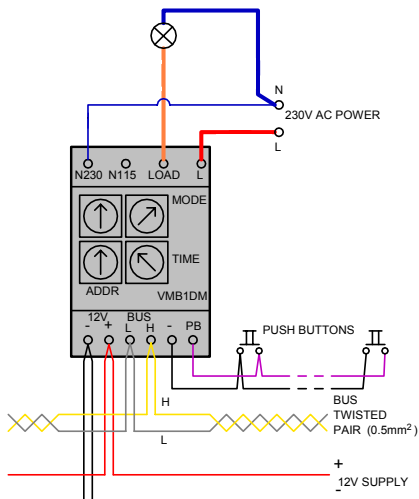 N
230V AC POWER
L
N230 N115 LOAD L
MODE
TIME
ADDR
VMB1DM
12V BUS
- + L H - PB
PUSH BUTTONS
H
BUS
TWISTED
PAIR (0.5mm²)
L
+
12V SUPPLY
-